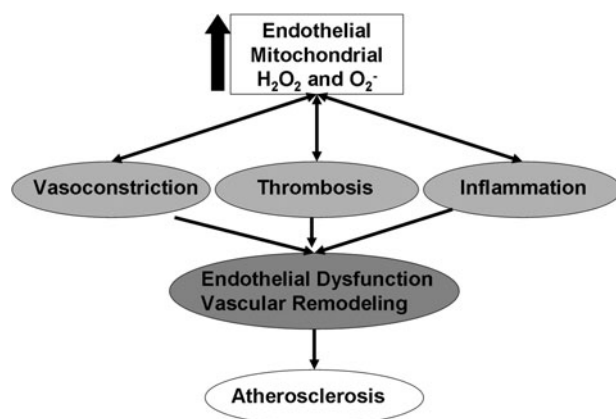 Endothelial
Mitochondrial
H₂O₂ and O₂⁻
Vasoconstriction
Thrombosis
Inflammation
Endothelial Dysfunction
Vascular Remodeling
Atherosclerosis